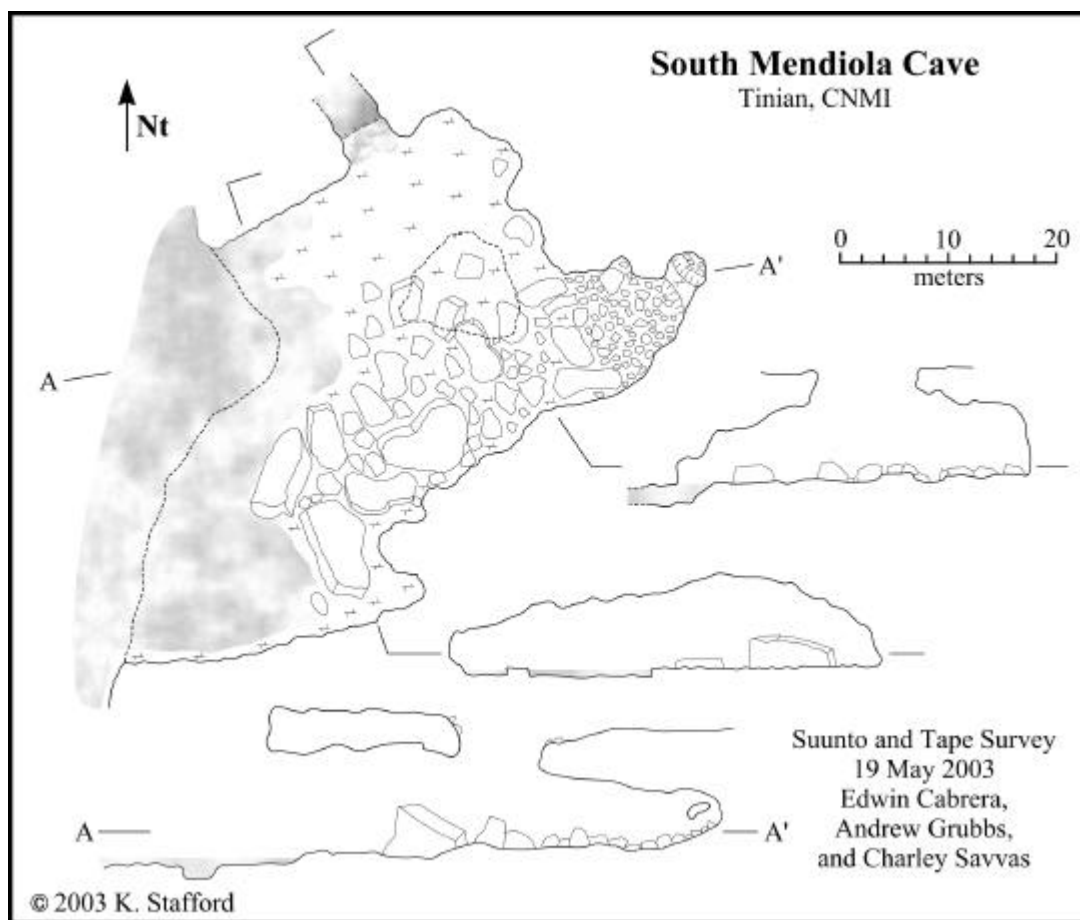 South Mendiola Cave
Tinian, CNMI
Nt
0 10 20
meters
A
A'
Suunto and Tape Survey
19 May 2003
Edwin Cabrera,
Andrew Grubbs,
and Charley Savvas
A
A'
© 2003 K. Stafford